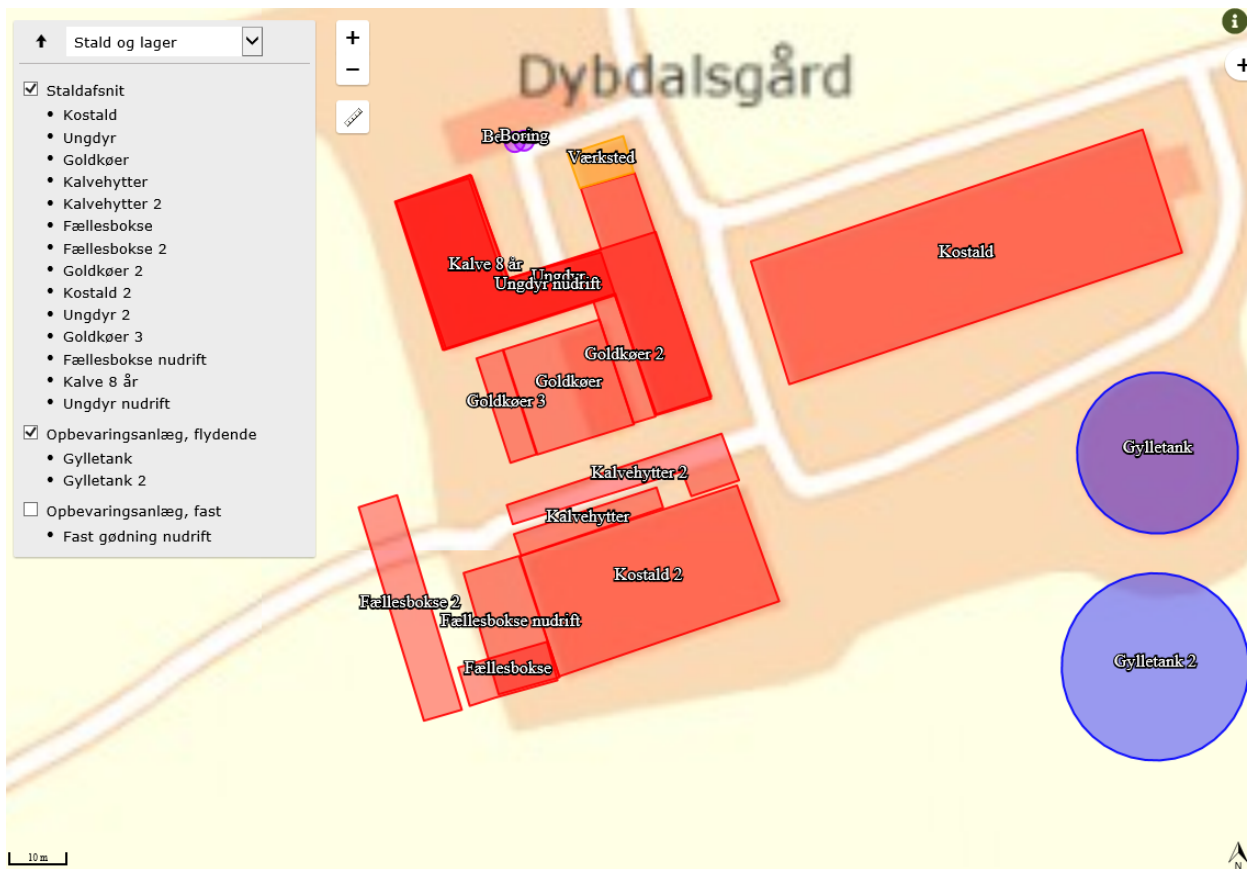 Stald og lager
Staldafsnit
Kostald
Ungdyr
Goldkøer
Kalvehytter
Kalvehytter 2
Fællesbokse
Fællesbokse 2
Goldkøer 2
Kostald 2
Ungdyr 2
Goldkøer 3
Fællesbokse nudrift
Kalve 8 år
Ungdyr nudrift
Opbevaringsanlæg, flydende
Gylletank
Gylletank 2
Opbevaringsanlæg, fast
Fast gødning nudrift
+
−
Dybdalsgård
i
+
Boring
Værksted
Kostald
Kalve 8 år
Ungdyr
Ungdyr nudrift
Goldkøer 2
Goldkøer
Goldkøer 3
Gylletank
Kalvehytter 2
Kalvehytter
Kostald 2
Fællesbokse 2
Fællesbokse nudrift
Gylletank 2
Fællesbokse
10 m
N